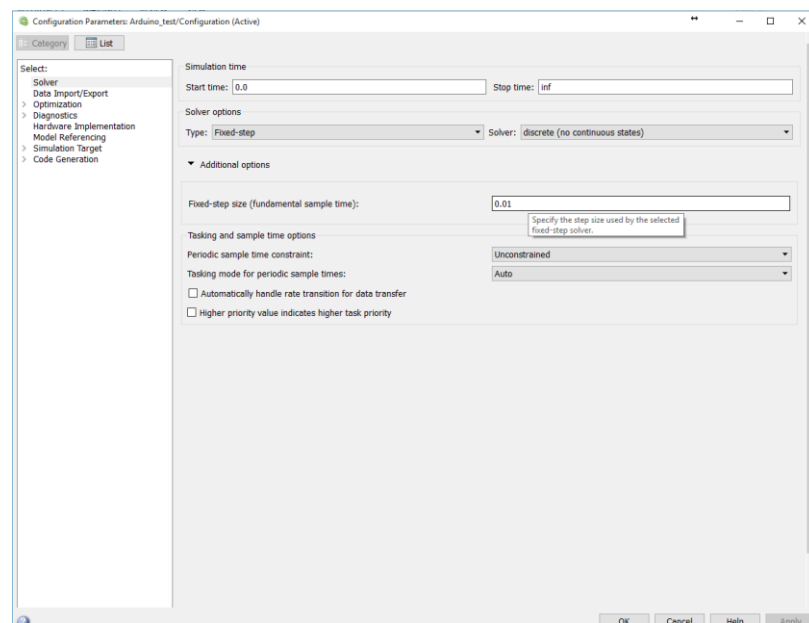 Configuration Parameters: Arduino_test/Configuration (Active)
Category
List
Select:
Solver
Data Import/Export
Optimization
Diagnostics
Hardware Implementation
Model Referencing
Simulation Target
Code Generation
Simulation time
Start time: 0.0 Stop time: inf
Solver options
Type: Fixed-step Solver: discrete (no continuous states)
Additional options
Fixed-step size (fundamental sample time): 0.01
Specify the step size used by the selected
fixed-step solver.
Tasking and sample time options
Periodic sample time constraint: Unconstrained
Tasking mode for periodic sample times: Auto
Automatically handle rate transition for data transfer
Higher priority value indicates higher task priority
OK Cancel Help Apply